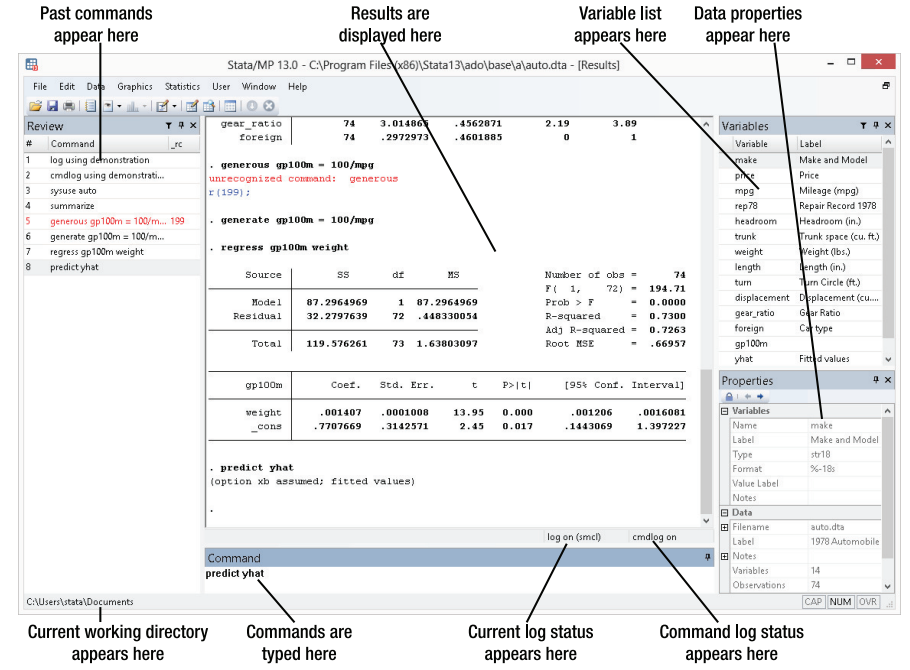 Past commands
appear here
Results are
displayed here
Variable list
appears here
Data properties
appear here
Stata/MP 13.0 - C:\Program Files (x86)\Stata13\ado\base\a\auto.dta - [Results]
File Edit Data Graphics Statistics User Window Help
Review
# Command _rc
1 log using demonstration
2 cmdlog using demonstrati...
3 sysuse auto
4 summarize
5 generous gp100m = 100/m... 199
6 generate gp100m = 100/m...
7 regress gp100m weight
8 predict yhat
gear_ratio 74 3.014865 .4562871 2.19 3.89
foreign 74 .2972973 .4601885 0 1
. generous gp100m = 100/mpg
unrecognized command: generous
r(199);
. generate gp100m = 100/mpg
. regress gp100m weight
Source SS df MS Number of obs = 74
F( 1, 72) = 194.71
Model 87.2964969 1 87.2964969 Prob > F = 0.0000
Residual 32.2797639 72 .448330054 R-squared = 0.7300
Adj R-squared = 0.7263
Total 119.576261 73 1.63803097 Root MSE = .66957
gp100m Coef. Std. Err. t P>|t| [95% Conf. Interval]
weight .001407 .0001008 13.95 0.000 .001206 .0016081
_cons .7707669 .3142571 2.45 0.017 .1443069 1.397227
. predict yhat
(option xb assumed; fitted values)
.
log on (smcl) cmdlog on
Command
predict yhat
Variables
Variable Label
make Make and Model
price Price
mpg Mileage (mpg)
rep78 Repair Record 1978
headroom Headroom (in.)
trunk Trunk space (cu. ft.)
weight Weight (lbs.)
length Length (in.)
turn Turn Circle (ft.)
displacement Displacement (cu....
gear_ratio Gear Ratio
foreign Car type
gp100m
yhat Fitted values
Properties
Variables
Name make
Label Make and Model
Type str18
Format %-18s
Value Label
Notes
Data
Filename auto.dta
Label 1978 Automobile
Notes
Variables 14
Observations 74
C:\Users\stata\Documents
CAP NUM OVR
Current working directory
appears here
Commands are
typed here
Current log status
appears here
Command log status
appears here